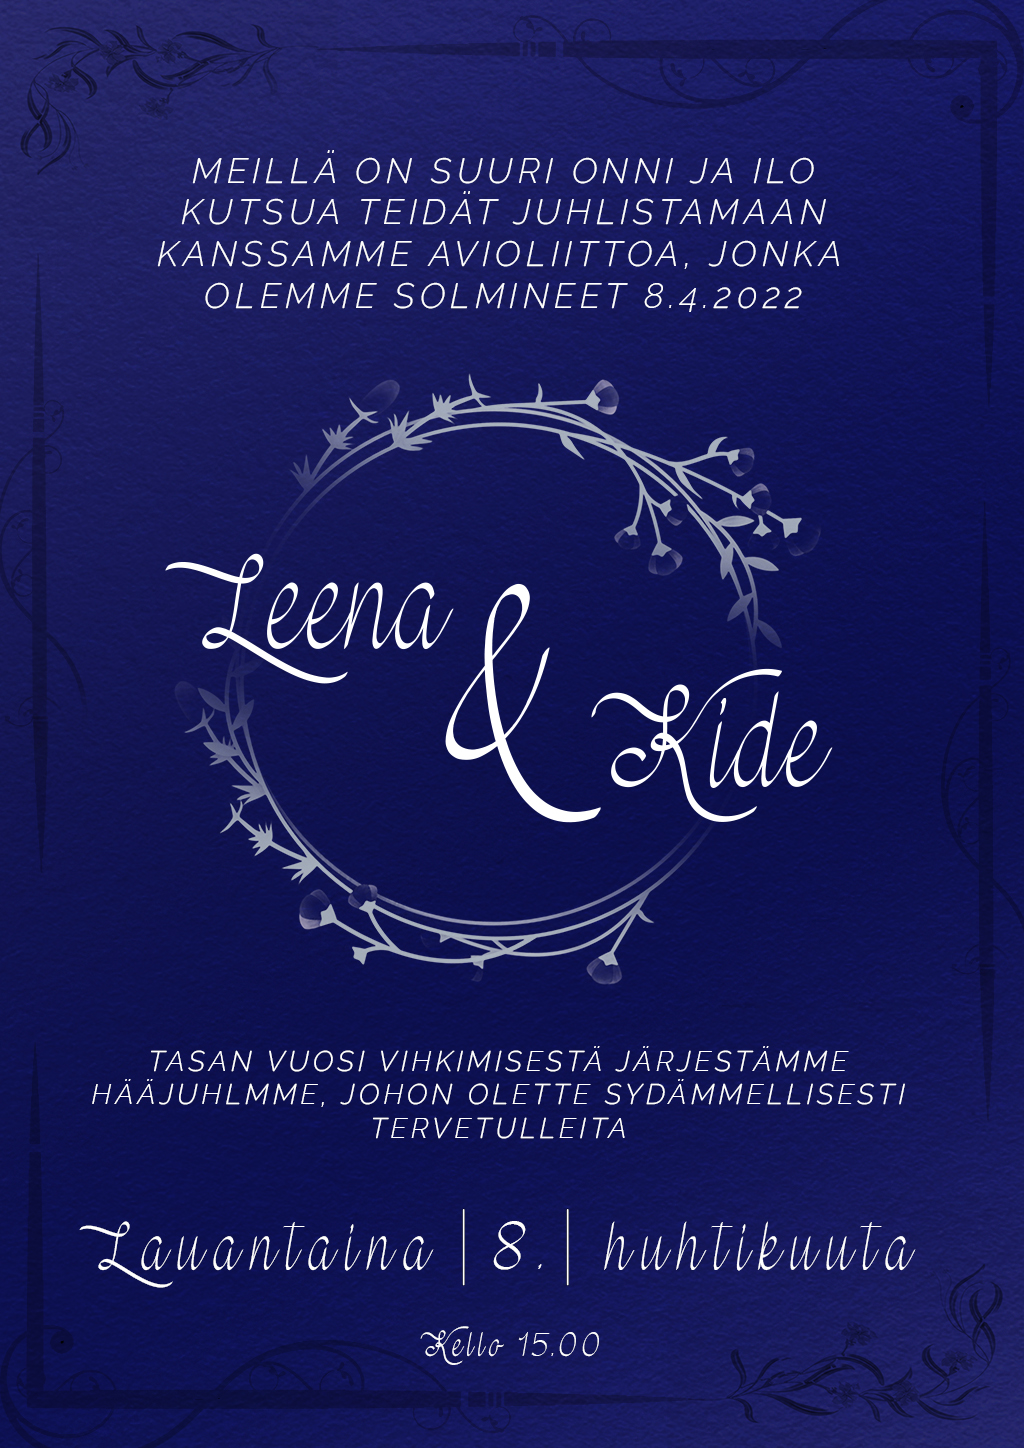 MEILLÄ ON SUURI ONNI JA ILO
KUTSUA TEIDÄT JUHLISTAMAAN
KANSSAMME AVIOLIITTOA, JONKA
OLEMME SOLMINEET 8.4.2022
Leena
&
Kide
TASAN VUOSI VIHKIMISESTÄ JÄRJESTÄMME
HÄÄJUHLMME, JOHON OLETTE SYDÄMMELLISESTI
TERVETULLEITA
Lauantaina | 8. | huhtikuuta
Kello 15.00